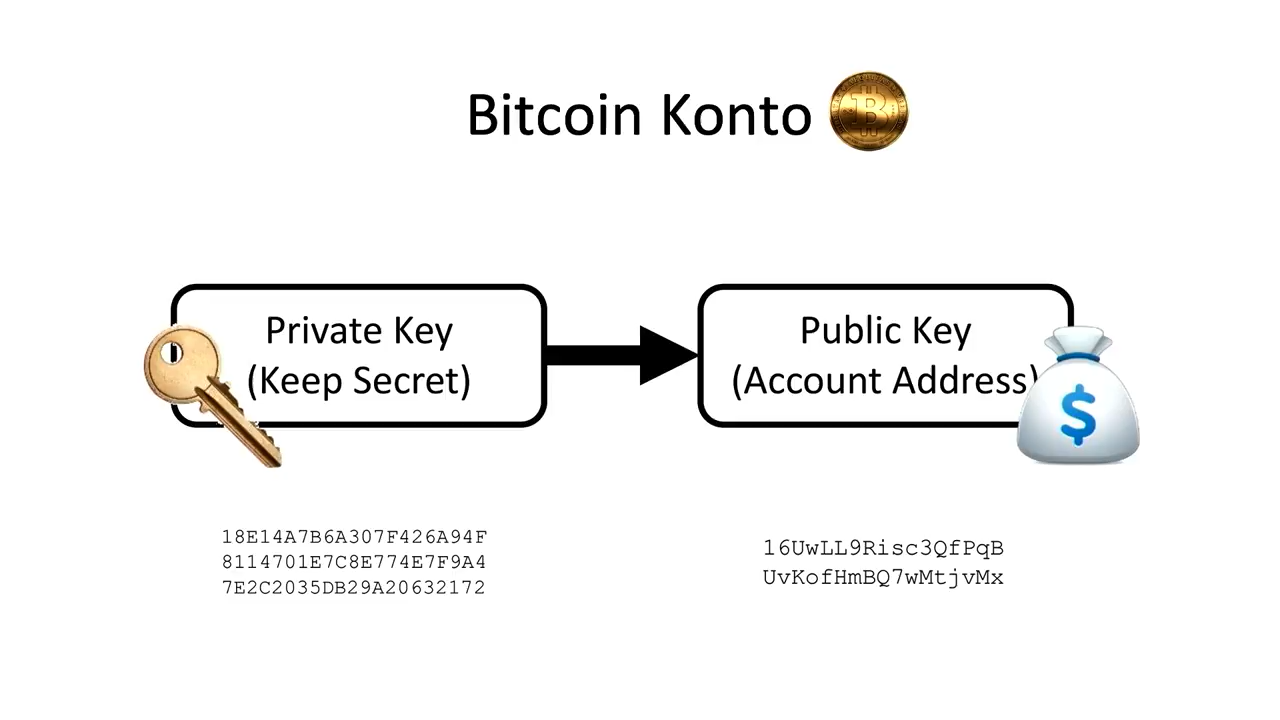 Bitcoin Konto
Private Key
(Keep Secret)
Public Key
(Account Address)
$
18E14A7B6A307F426A94F
8114701E7C8E774E7F9A4
7E2C2035DB29A20632172
16UwLL9Risc3QfPqB
UvKofHmBQ7wMtjvMx